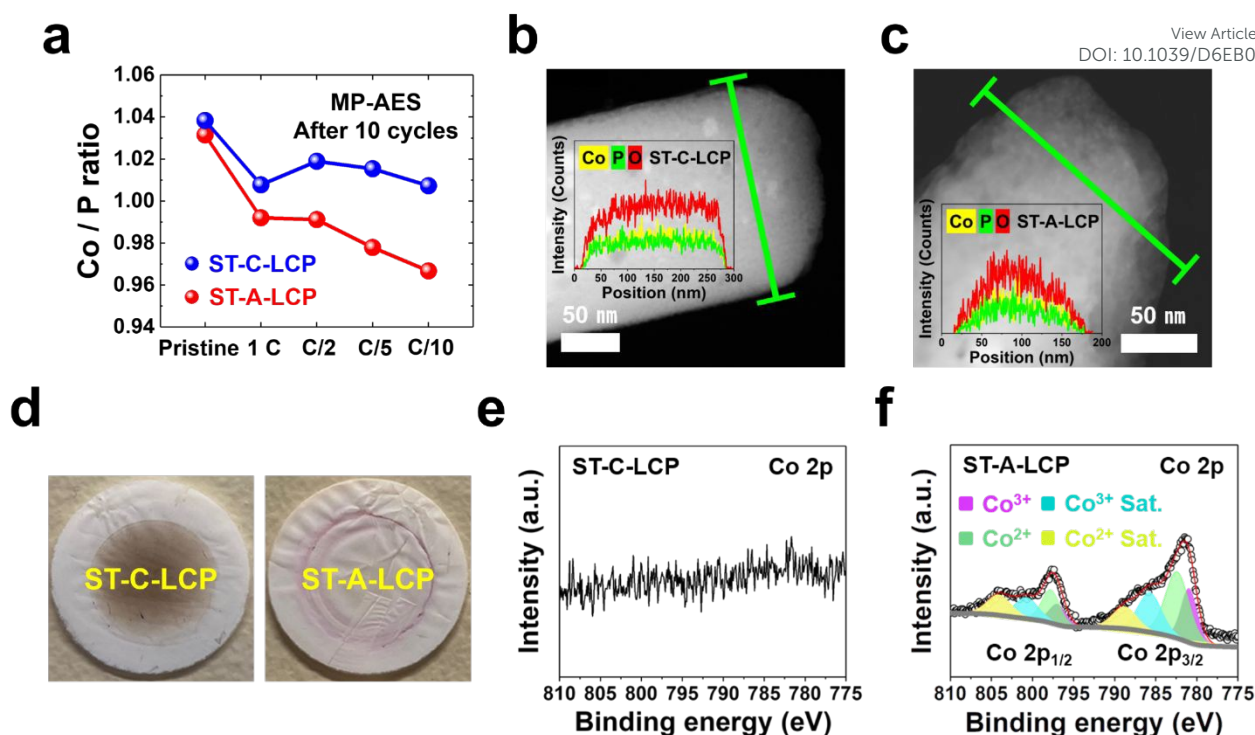 View Article
DOI: 10.1039/D6EB0
a
Co / P ratio
1.06
1.04
1.02
1.00
0.98
0.96
0.94
MP-AES
After 10 cycles
ST-C-LCP
ST-A-LCP
Pristine 1 C C/2 C/5 C/10
b
Co P O ST-C-LCP
Intensity (Counts)
0 50 100 150 200 250 300
Position (nm)
50 nm
c
Co P O ST-A-LCP
Intensity (Counts)
0 50 100 150 200
Position (nm)
50 nm
d
ST-C-LCP
ST-A-LCP
e
ST-C-LCP Co 2p
Intensity (a.u.)
810 805 800 795 790 785 780 775
Binding energy (eV)
f
ST-A-LCP Co 2p
Co3+ Co3+ Sat.
Co2+ Co2+ Sat.
Intensity (a.u.)
Co 2p1/2 Co 2p3/2
810 805 800 795 790 785 780 775
Binding energy (eV)